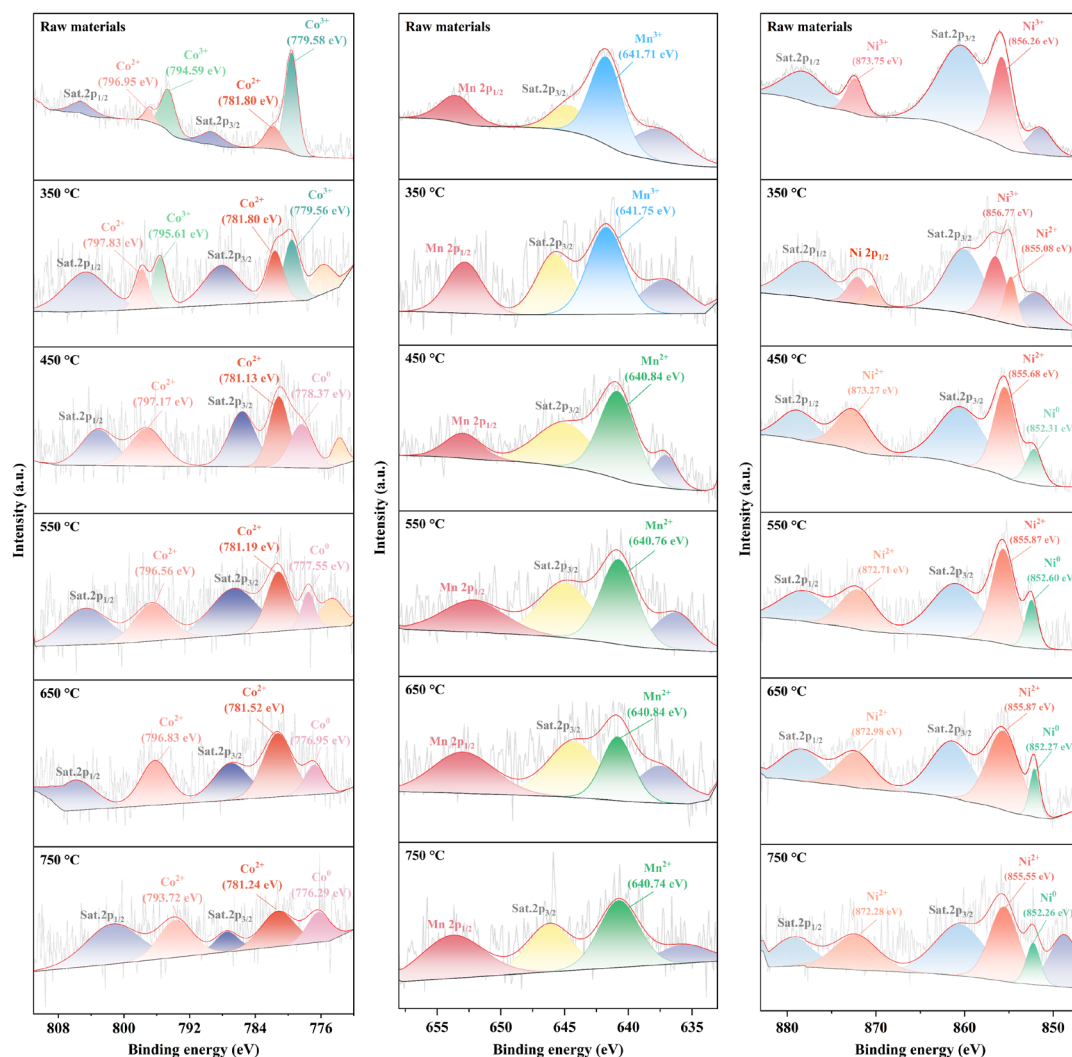 Raw materials
Co³⁺
(779.58 eV)
Co³⁺
(794.59 eV)
Co²⁺
(796.95 eV)
Co²⁺
(781.80 eV)
Sat.2p₁/₂
Sat.2p₃/₂
350 °C
Co³⁺
(779.56 eV)
Co²⁺
(781.80 eV)
Co³⁺
(795.61 eV)
Co²⁺
(797.83 eV)
Sat.2p₁/₂
Sat.2p₃/₂
450 °C
Co²⁺
(781.13 eV)
Co⁰
(778.37 eV)
Co²⁺
(797.17 eV)
Sat.2p₃/₂
Sat.2p₁/₂
550 °C
Co²⁺
(781.19 eV)
Co⁰
(777.55 eV)
Co²⁺
(796.56 eV)
Sat.2p₃/₂
Sat.2p₁/₂
650 °C
Co²⁺
(781.52 eV)
Co²⁺
(796.83 eV)
Co⁰
(776.95 eV)
Sat.2p₃/₂
Sat.2p₁/₂
750 °C
Co²⁺
(781.24 eV)
Co²⁺
(793.72 eV)
Co⁰
(776.29 eV)
Sat.2p₁/₂
Sat.2p₃/₂
Intensity (a.u.)
808 800 792 784 776
Binding energy (eV)
Raw materials
Mn³⁺
(641.71 eV)
Mn 2p₁/₂
Sat.2p₃/₂
350 °C
Mn³⁺
(641.75 eV)
Mn 2p₁/₂
Sat.2p₃/₂
450 °C
Mn²⁺
(640.84 eV)
Mn 2p₁/₂
Sat.2p₃/₂
550 °C
Mn²⁺
(640.76 eV)
Sat.2p₃/₂
Mn 2p₁/₂
650 °C
Mn²⁺
(640.84 eV)
Sat.2p₃/₂
Mn 2p₁/₂
750 °C
Mn²⁺
(640.74 eV)
Sat.2p₃/₂
Mn 2p₁/₂
Intensity (a.u.)
655 650 645 640 635
Binding energy (eV)
Raw materials
Ni³⁺
(856.26 eV)
Ni³⁺
(873.75 eV)
Sat.2p₃/₂
Sat.2p₁/₂
350 °C
Ni³⁺
(856.77 eV)
Ni²⁺
(855.08 eV)
Sat.2p₃/₂
Sat.2p₁/₂
Ni 2p₁/₂
450 °C
Ni²⁺
(855.68 eV)
Ni²⁺
(873.27 eV)
Sat.2p₃/₂
Sat.2p₁/₂
Ni⁰
(852.31 eV)
550 °C
Ni²⁺
(855.87 eV)
Ni²⁺
(872.71 eV)
Ni⁰
(852.60 eV)
Sat.2p₃/₂
Sat.2p₁/₂
650 °C
Ni²⁺
(855.87 eV)
Ni²⁺
(872.98 eV)
Ni⁰
(852.27 eV)
Sat.2p₃/₂
Sat.2p₁/₂
750 °C
Ni²⁺
(855.55 eV)
Ni²⁺
(872.28 eV)
Ni⁰
(852.26 eV)
Sat.2p₃/₂
Sat.2p₁/₂
Intensity (a.u.)
880 870 860 850
Binding energy (eV)